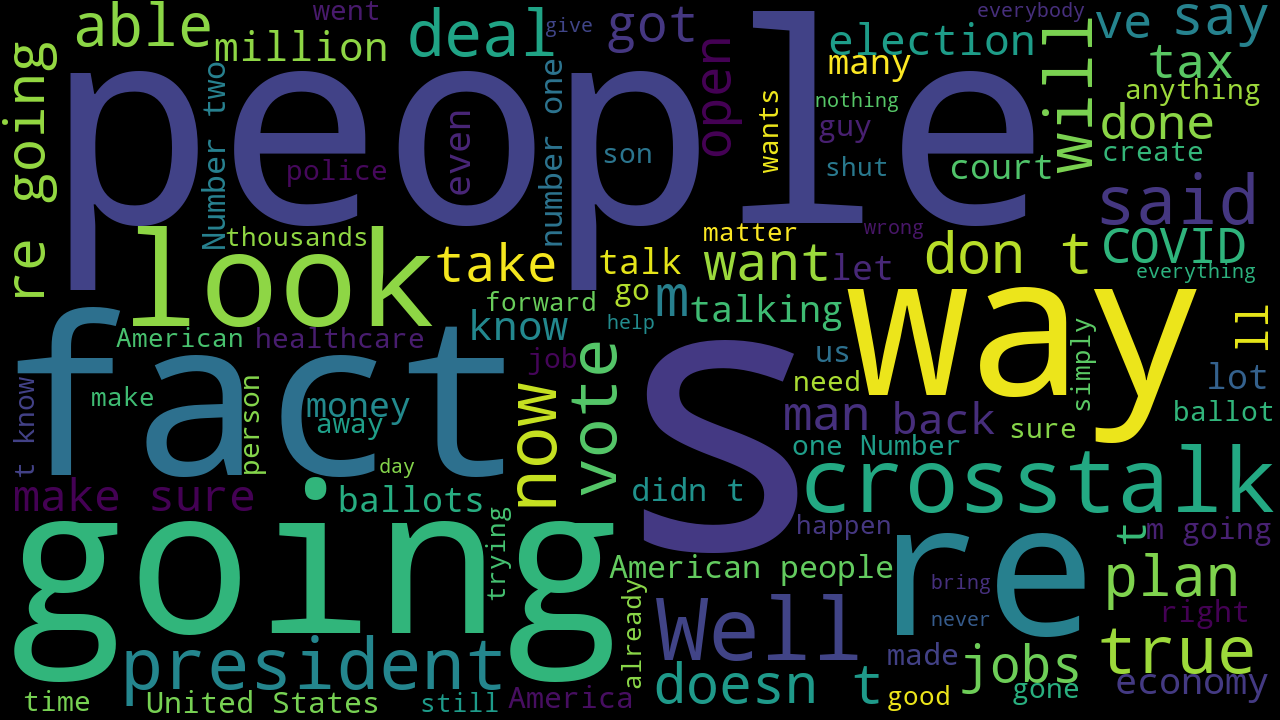 people
s
fact
way
going
re
look
crosstalk
president
Well
deal
said
will
now
true
plan
able
million
went
give
got
everybody
ve
say
election
many
tax
anything
nothing
open
wants
guy
done
create
re going
Number two
police
even
number one
son
shut
court
thousands
take
talk
matter
want
let
wrong
don t
COVID
everything
forward
go
m
talking
know
help
American
healthcare
job
us
need
simply
ll
lot
ballot
t know
make
person
money
away
vote
man
back
sure
one Number
day
make sure
ballots
didn t
happen
t
m going
trying
American people
bring
never
right
already
made
jobs
gone
good
economy
doesn t
time
United States
still
America